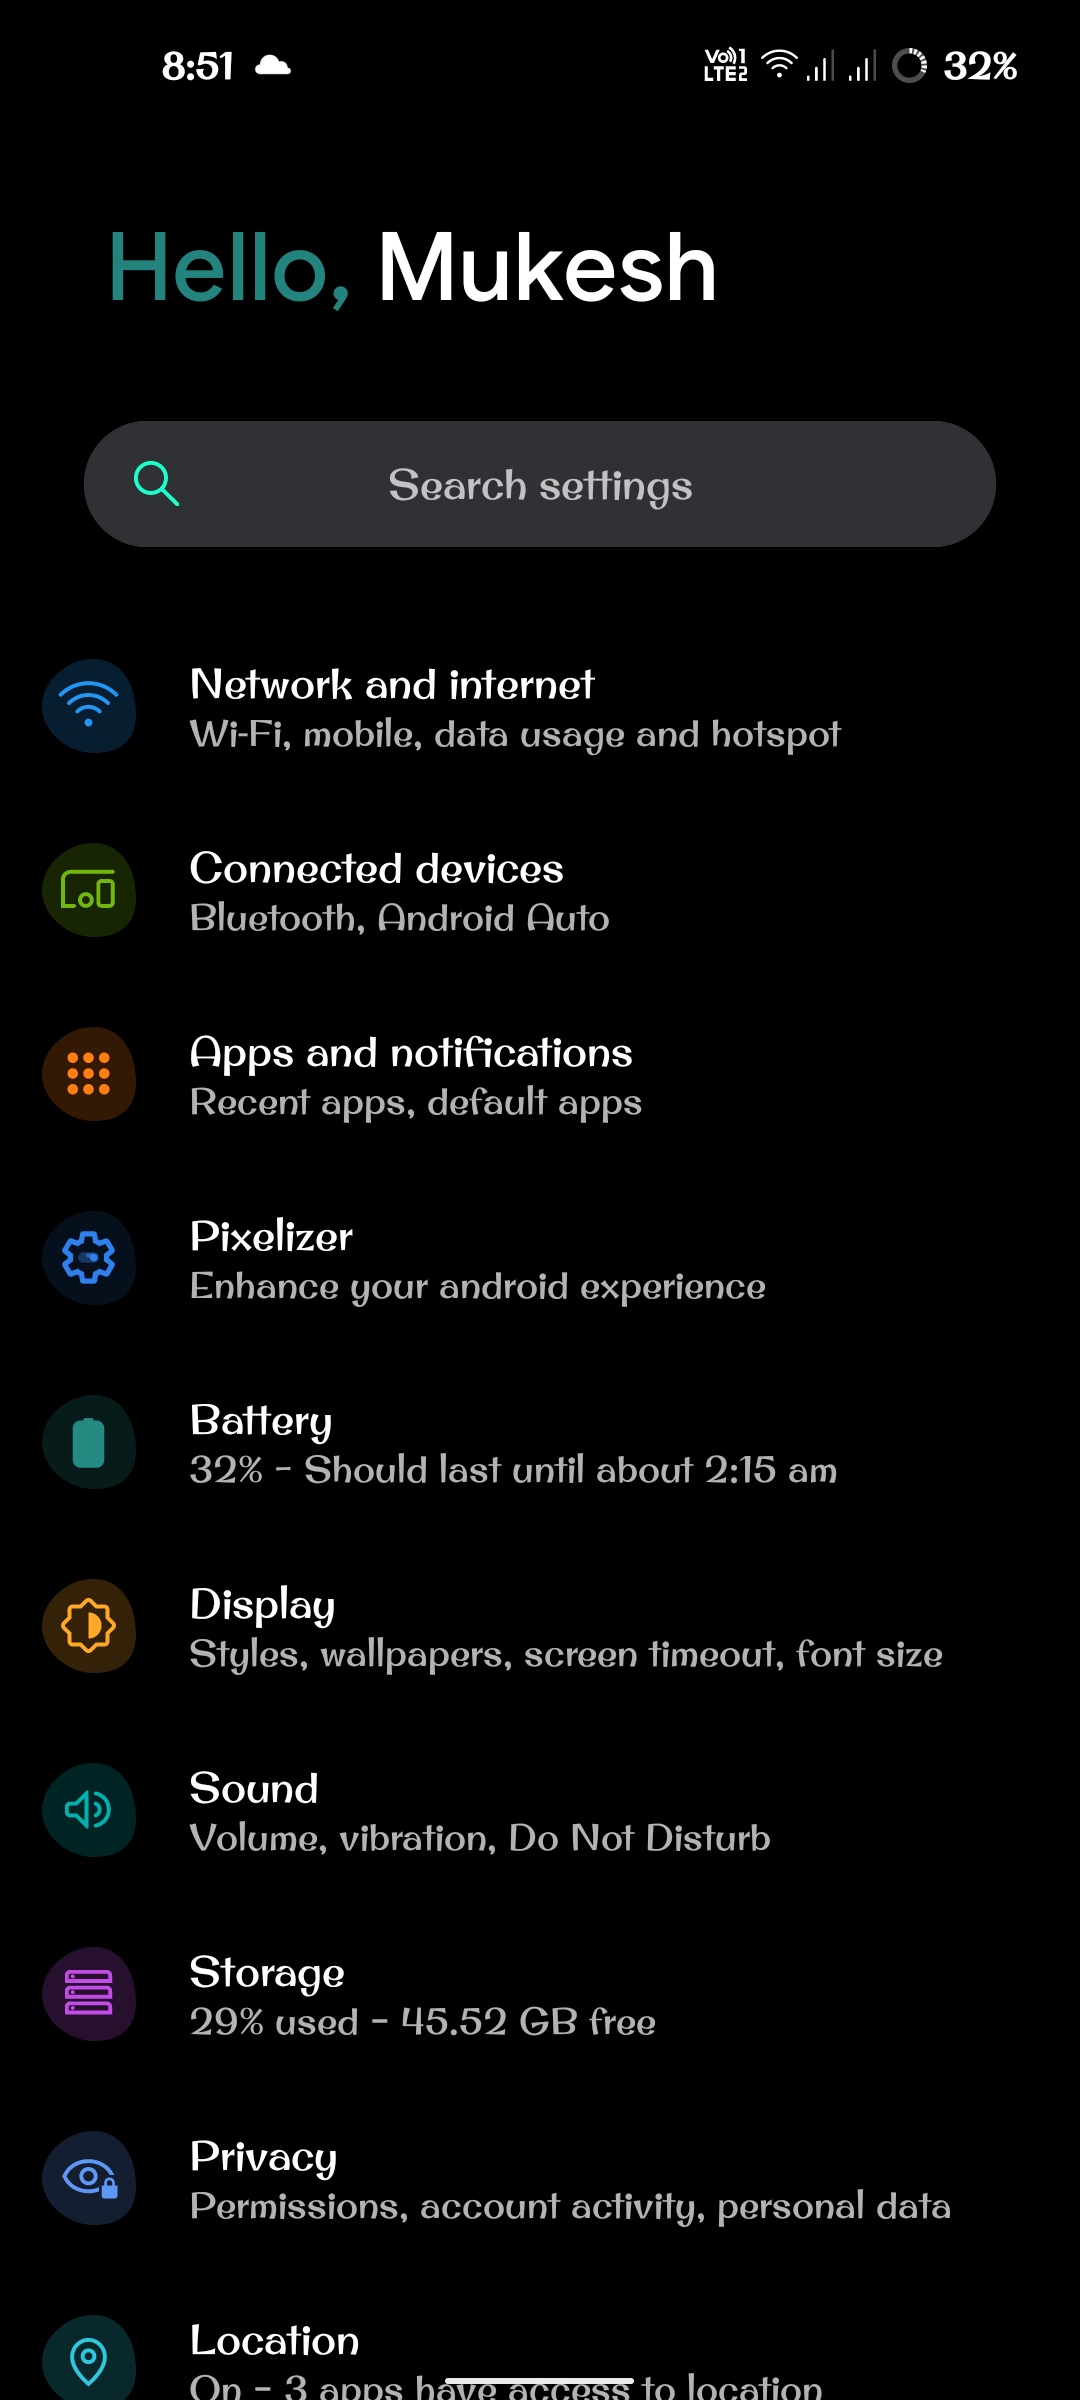 8:51 Vo))1 LTE2 32%
Hello, Mukesh
Search settings
Network and internet
Wi-Fi, mobile, data usage and hotspot
Connected devices
Bluetooth, Android Auto
Apps and notifications
Recent apps, default apps
Pixelizer
Enhance your android experience
Battery
32% - Should last until about 2:15 am
Display
Styles, wallpapers, screen timeout, font size
Sound
Volume, vibration, Do Not Disturb
Storage
29% used - 45.52 GB free
Privacy
Permissions, account activity, personal data
Location
On - 3 apps have access to location